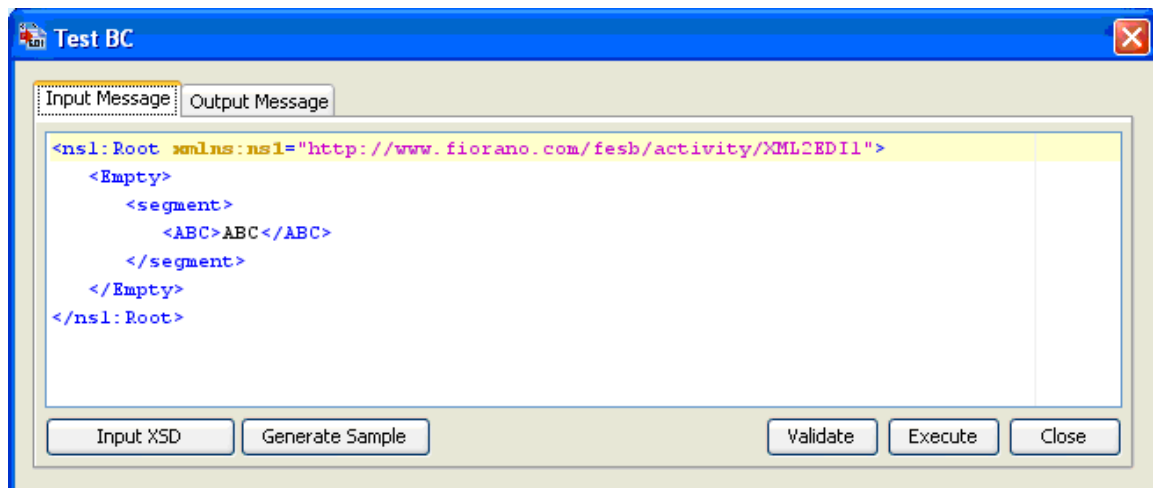 Test BC
Input Message Output Message
<ns1:Root xmlns:ns1="http://www.fiorano.com/fesb/activity/XML2EDI1">
<Empty>
<segment>
<ABC>ABC</ABC>
</segment>
</Empty>
</ns1:Root>
Input XSD Generate Sample Validate Execute Close